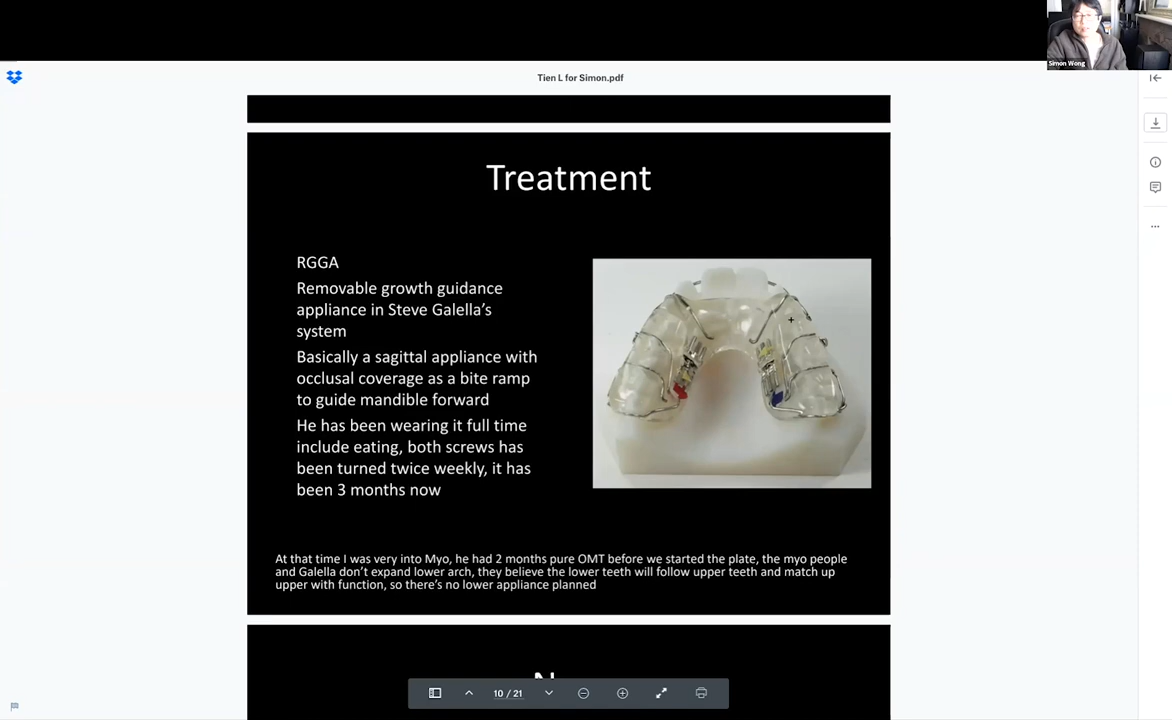 Simon Wong
Tien L for Simon.pdf
Treatment
RGGA
Removable growth guidance
appliance in Steve Galella's
system
Basically a sagittal appliance with
occlusal coverage as a bite ramp
to guide mandible forward
He has been wearing it full time
include eating, both screws has
been turned twice weekly, it has
been 3 months now
At that time I was very into Myo, he had 2 months pure OMT before we started the plate, the myo people
and Galella don't expand lower arch, they believe the lower teeth will follow upper teeth and match up
upper with function, so there's no lower appliance planned
10 / 21